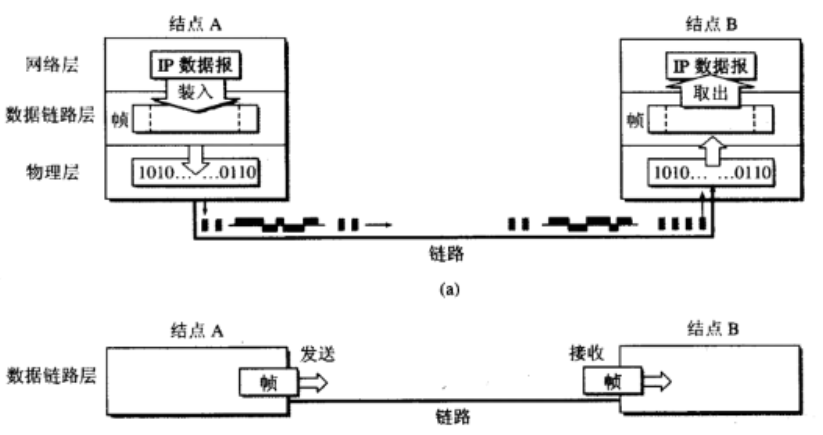 结点 A
结点 B
网络层
IP 数据报
IP 数据报
装入
取出
数据链路层
帧
帧
物理层
1010… …0110
1010… …0110
链路
(a)
结点 A
结点 B
发送
接收
数据链路层
帧
帧
链路